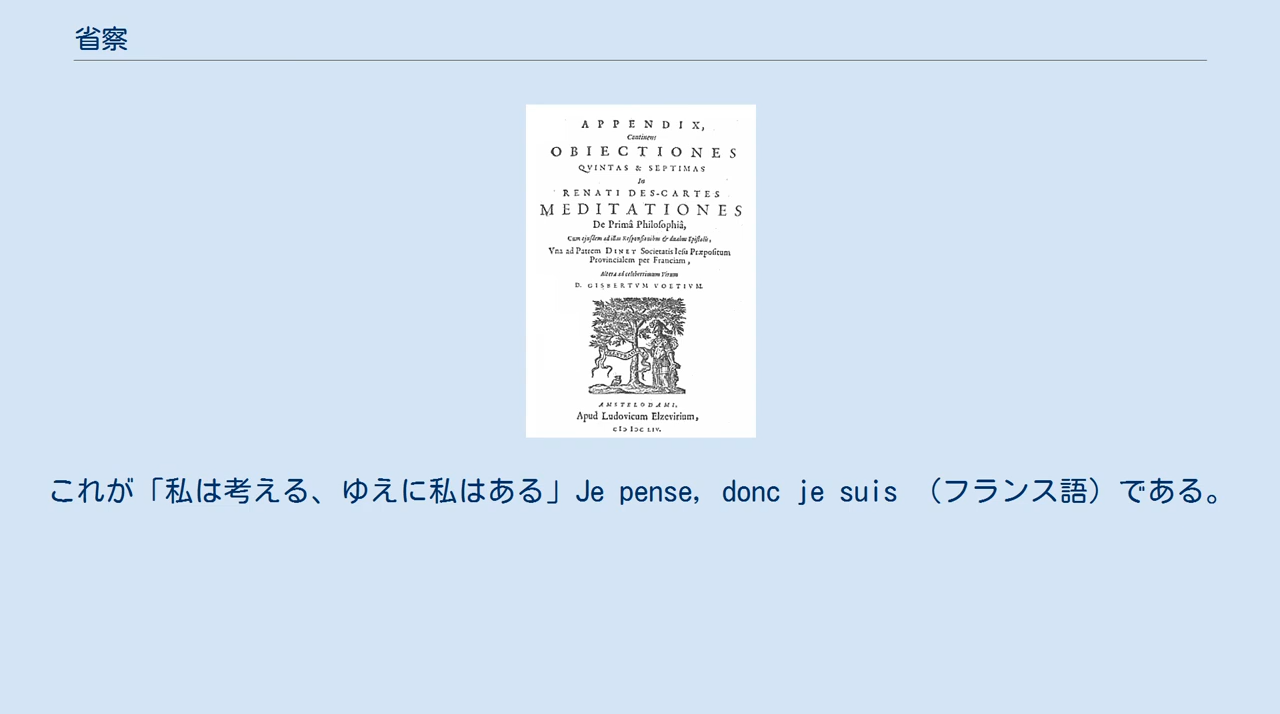 省察
APPENDIX,
Continens
OBIECTIONES
QVINTAS & SEPTIMAS
In
RENATI DES-CARTES
MEDITATIONES
De Primâ Philoſophiâ,
Cum ejuſdem ad illas Reſponſionibus & duabus Epiſtolis,
Vna ad Patrem DINET Societatis Ieſu Præpoſitum
Provincialem per Franciam,
Altera ad celeberrimum Virum
D. GISBERTVM VOETIVM.
AMSTELODAMI,
Apud Ludovicum Elzevirium,
CIↃ IↃC LIV.
これが「私は考える、ゆえに私はある」Je pense, donc je suis （フランス語）である。